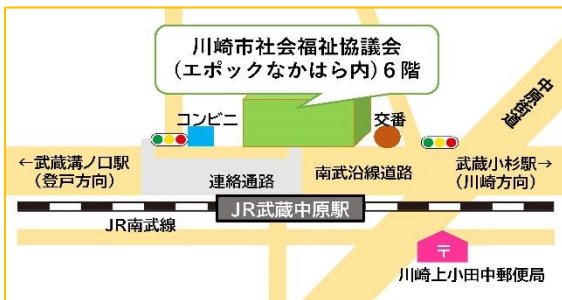 川崎市社会福祉協議会
(エポックなかはら内)６階
中原街道
コンビニ
交番
←武蔵溝ノ口駅
(登戸方向)
連絡通路
南武沿線道路
武蔵小杉駅→
(川崎方向)
JR武蔵中原駅
JR南武線
〒
川崎上小田中郵便局